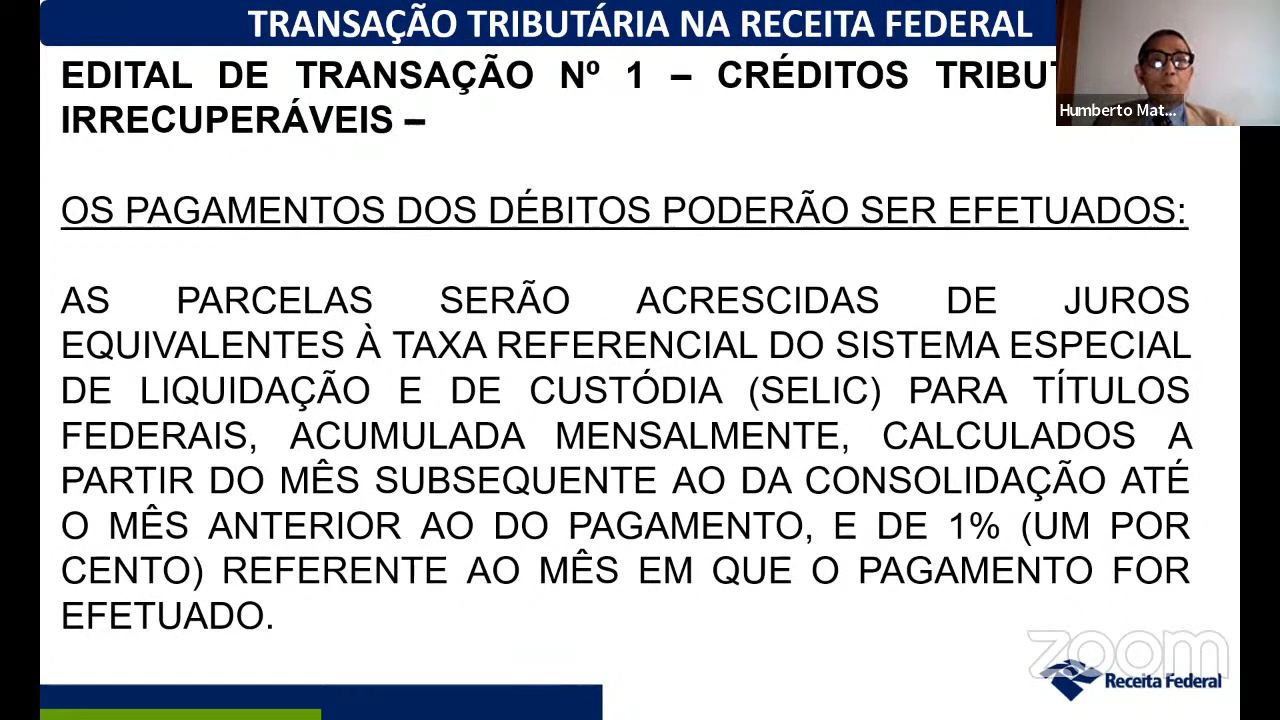 TRANSAÇÃO TRIBUTÁRIA NA RECEITA FEDERAL
EDITAL DE TRANSAÇÃO Nº 1 – CRÉDITOS
IRRECUPERÁVEIS –
Humberto Mat...
OS PAGAMENTOS DOS DÉBITOS PODERÃO SER EFETUADOS:
AS PARCELAS SERÃO ACRESCIDAS DE JUROS
EQUIVALENTES À TAXA REFERENCIAL DO SISTEMA ESPECIAL
DE LIQUIDAÇÃO E DE CUSTÓDIA (SELIC) PARA TÍTULOS
FEDERAIS, ACUMULADA MENSALMENTE, CALCULADOS A
PARTIR DO MÊS SUBSEQUENTE AO DA CONSOLIDAÇÃO ATÉ
O MÊS ANTERIOR AO DO PAGAMENTO, E DE 1% (UM POR
CENTO) REFERENTE AO MÊS EM QUE O PAGAMENTO FOR
EFETUADO.
zoom
Receita Federal